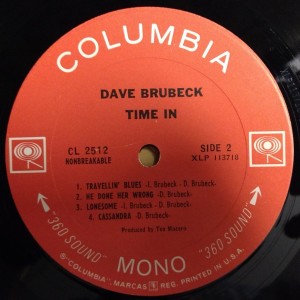 COLUMBIA
DAVE BRUBECK
TIME IN
CL 2512
NONBREAKABLE
SIDE 2
XLP 113718
1. TRAVELLIN' BLUES -I. Brubeck - D. Brubeck-
2. HE DONE HER WRONG -D. Brubeck-
3. LONESOME -I. Brubeck - D. Brubeck-
4. CASSANDRA -D. Brubeck-
Produced by Teo Macero
"360 SOUND" MONO "360 SOUND"
® "COLUMBIA" MARCAS REG. PRINTED IN U.S.A.